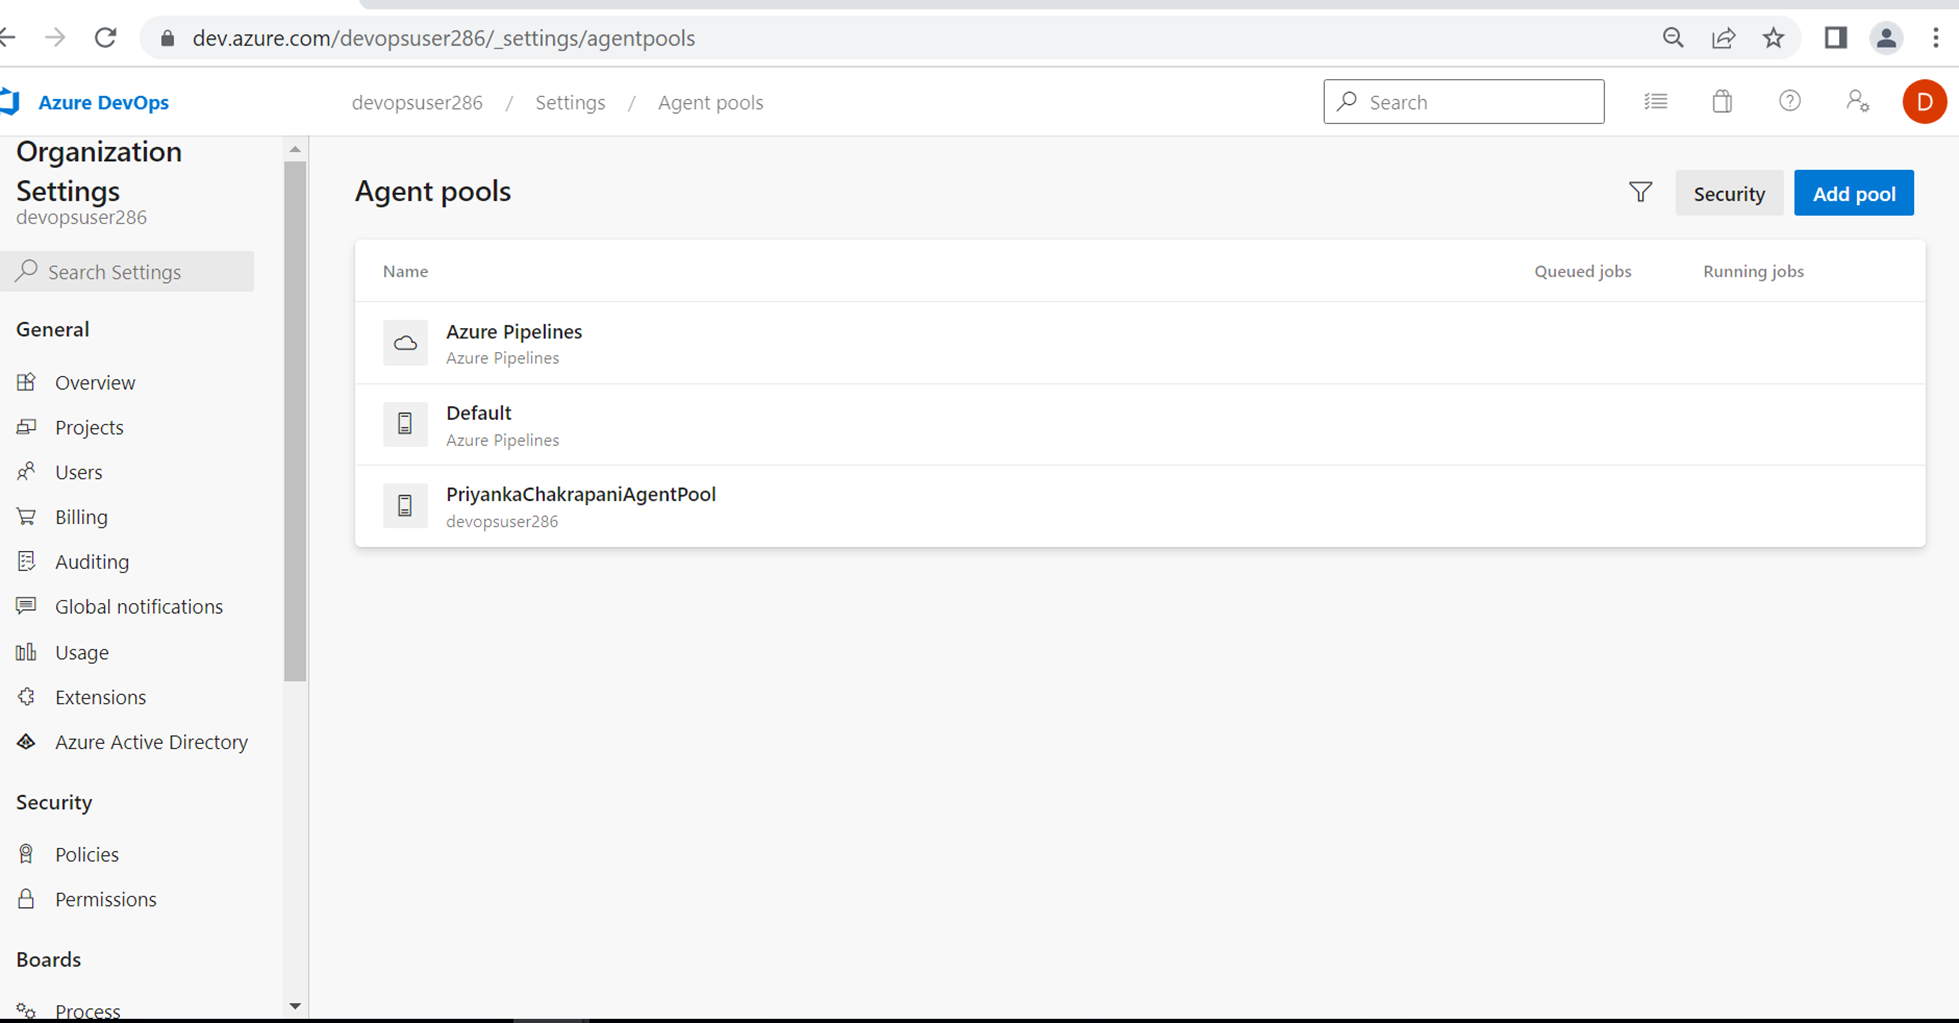 dev.azure.com/devopsuser286/_settings/agentpools
Azure DevOps
devopsuser286 / Settings / Agent pools
Search
D
Organization
Settings
devopsuser286
Search Settings
General
Overview
Projects
Users
Billing
Auditing
Global notifications
Usage
Extensions
Azure Active Directory
Security
Policies
Permissions
Boards
Process
Agent pools
Security
Add pool
Name Queued jobs Running jobs
Azure Pipelines
Azure Pipelines
Default
Azure Pipelines
PriyankaChakrapaniAgentPool
devopsuser286